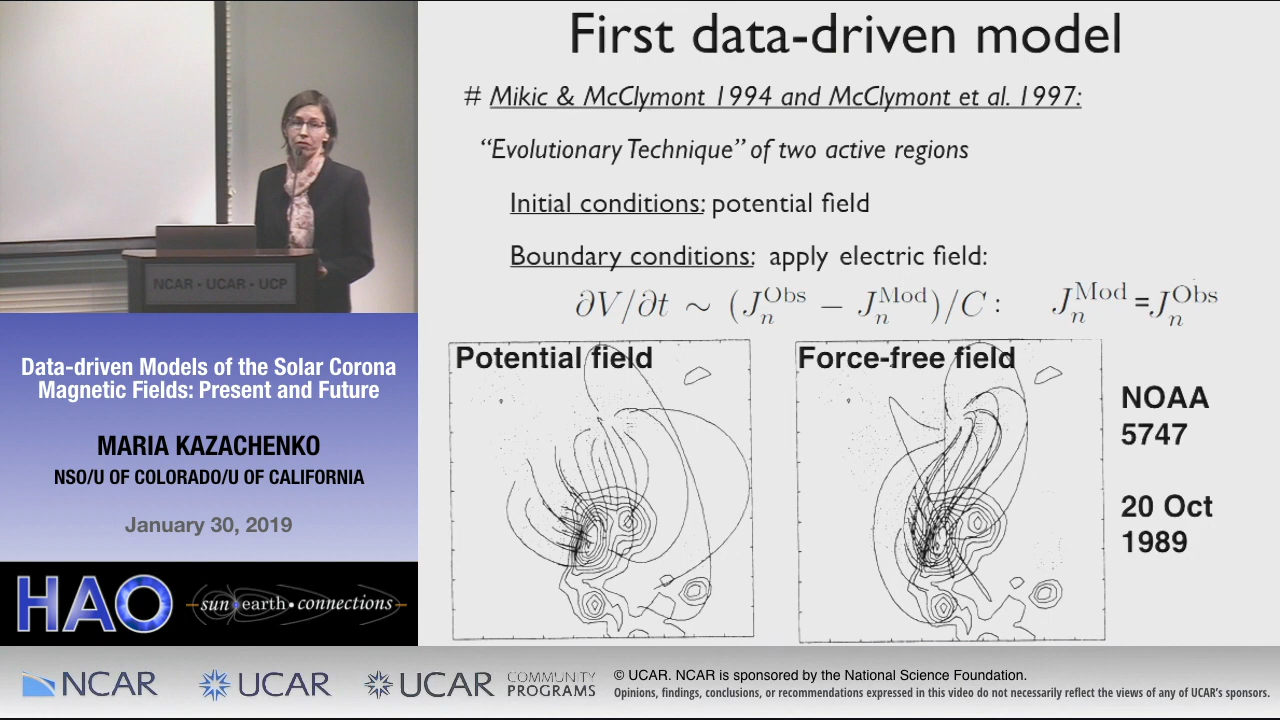 First data-driven model
# Mikic & McClymont 1994 and McClymont et al. 1997:
“Evolutionary Technique” of two active regions
Initial conditions: potential field
Boundary conditions: apply electric field:
∂V/∂t ∼ (J_n^Obs − J_n^Mod)/C : J_n^Mod = J_n^Obs
Potential field
Force-free field
NOAA
5747
20 Oct
1989
NCAR - UCAR - UCP
Data-driven Models of the Solar Corona
Magnetic Fields: Present and Future
MARIA KAZACHENKO
NSO/U OF COLORADO/U OF CALIFORNIA
January 30, 2019
HAO
sun•earth•connections
NCAR
UCAR
UCAR
COMMUNITY
PROGRAMS
© UCAR. NCAR is sponsored by the National Science Foundation.
Opinions, findings, conclusions, or recommendations expressed in this video do not necessarily reflect the views of any of UCAR's sponsors.